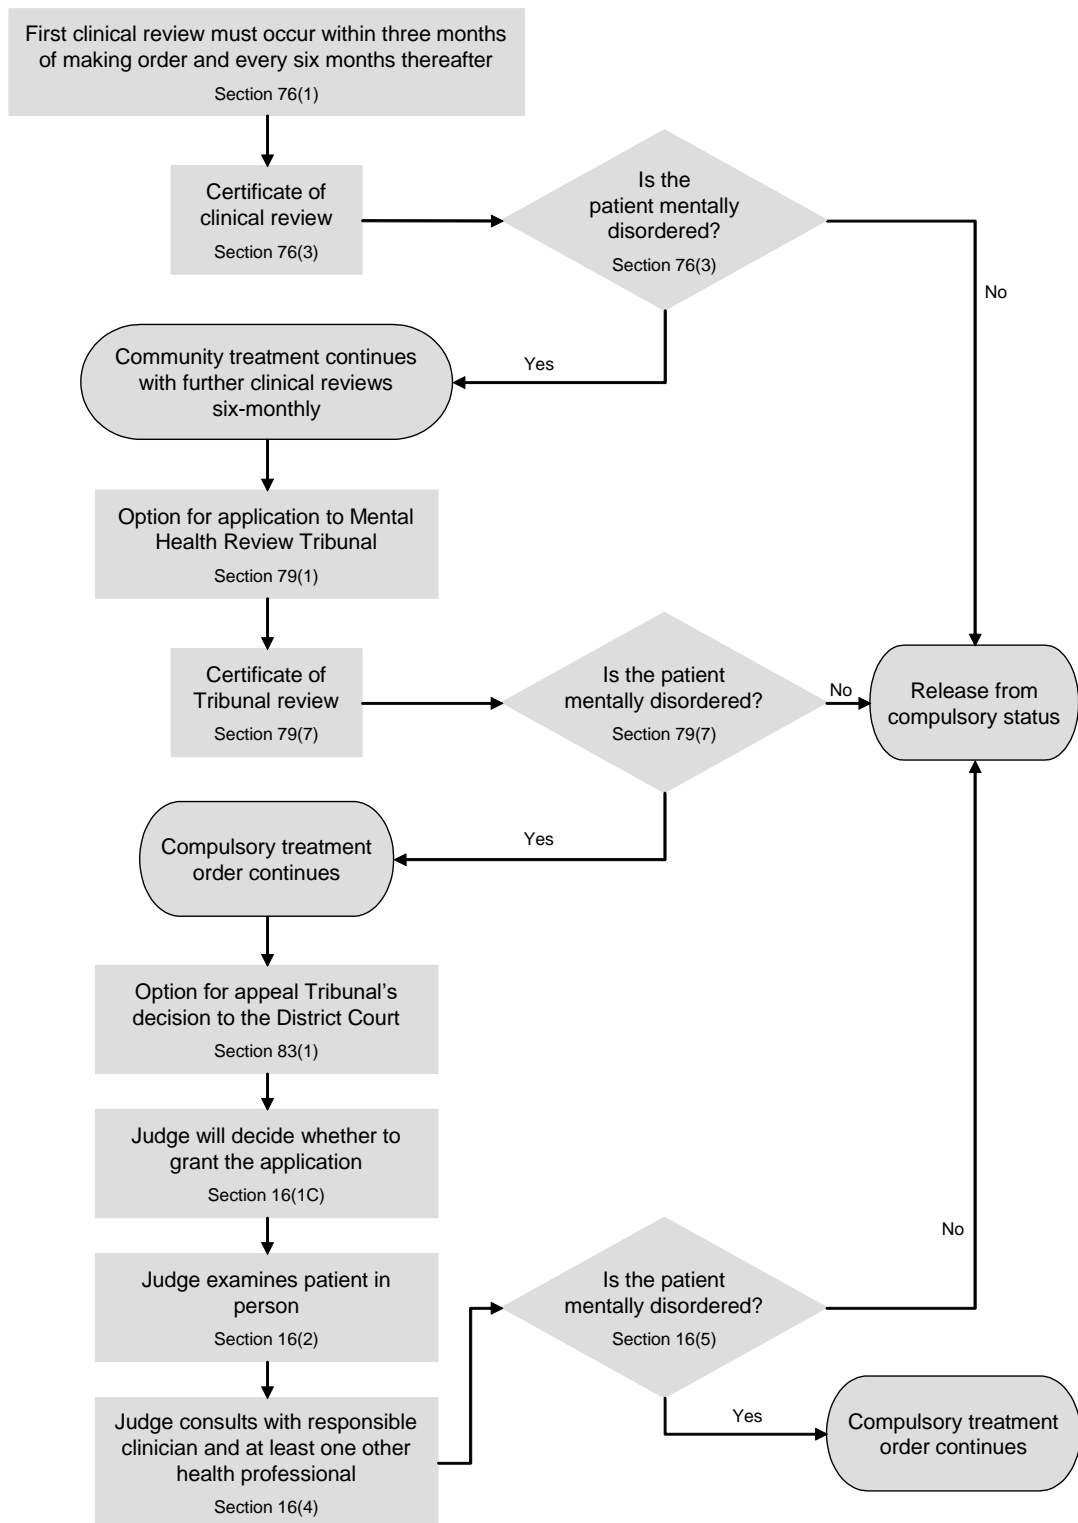 First clinical review must occur within three months
of making order and every six months thereafter
Section 76(1)
Certificate of
clinical review
Section 76(3)
Is the
patient mentally
disordered?
Section 76(3)
No
Yes
Community treatment continues
with further clinical reviews
six-monthly
Option for application to Mental
Health Review Tribunal
Section 79(1)
Certificate of
Tribunal review
Section 79(7)
Is the patient
mentally disordered?
Section 79(7)
No
Release from
compulsory status
Yes
Compulsory treatment
order continues
Option for appeal Tribunal’s
decision to the District Court
Section 83(1)
Judge will decide whether to
grant the application
Section 16(1C)
Judge examines patient in
person
Section 16(2)
Judge consults with responsible
clinician and at least one other
health professional
Section 16(4)
Is the patient
mentally disordered?
Section 16(5)
No
Yes
Compulsory treatment
order continues